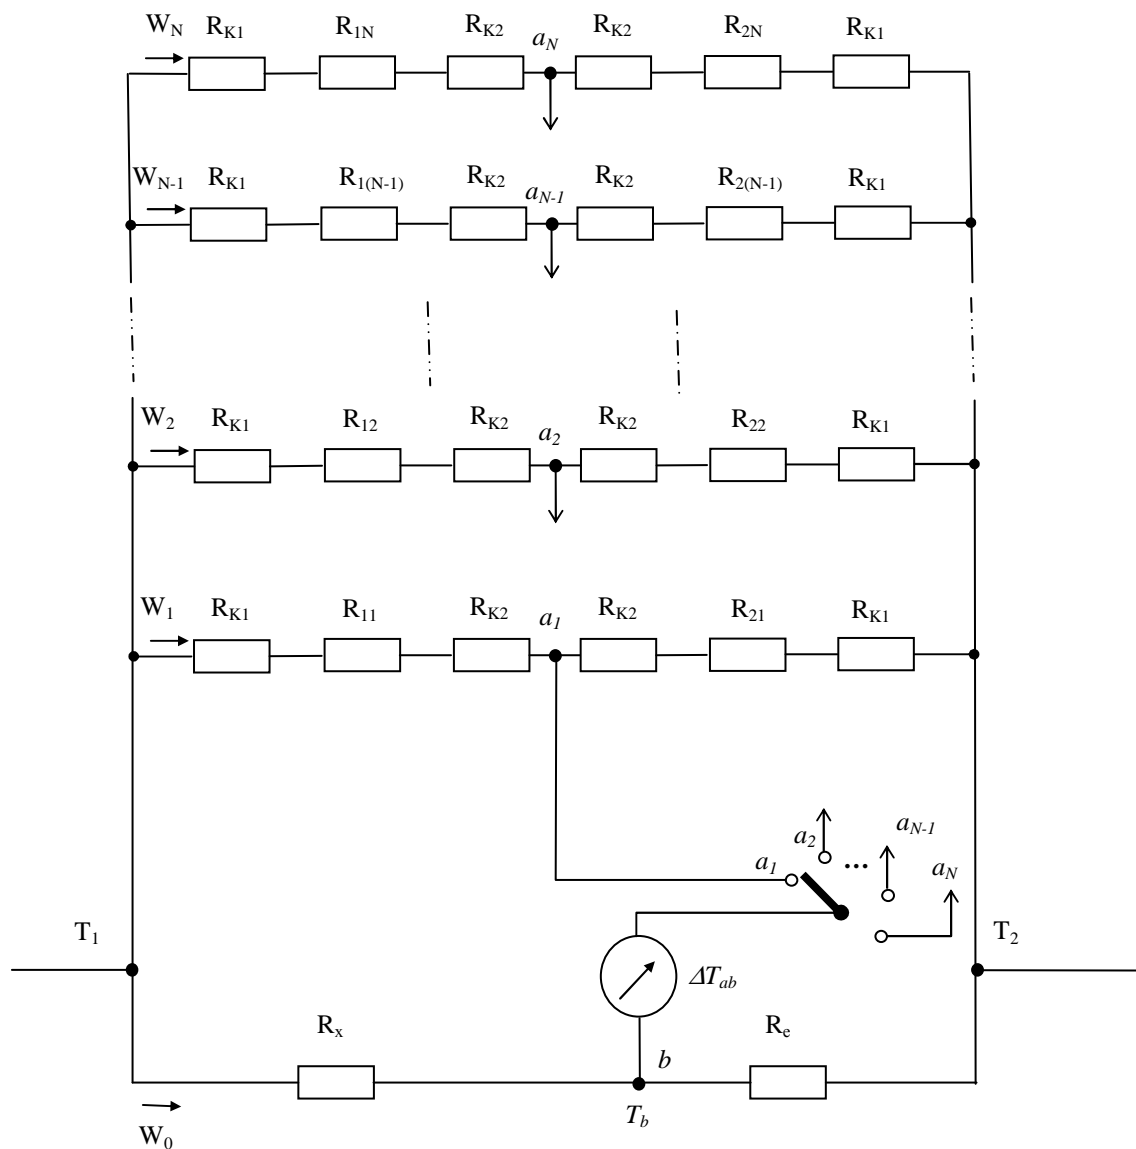 W_N R_K1 R_1N R_K2 a_N R_K2 R_2N R_K1
W_N-1 R_K1 R_1(N-1) R_K2 a_N-1 R_K2 R_2(N-1) R_K1
W_2 R_K1 R_12 R_K2 a_2 R_K2 R_22 R_K1
W_1 R_K1 R_11 R_K2 a_1 R_K2 R_21 R_K1
a_1 a_2 ... a_N-1 a_N
T_1 T_2
ΔT_ab
R_x R_e
b
T_b
W_0